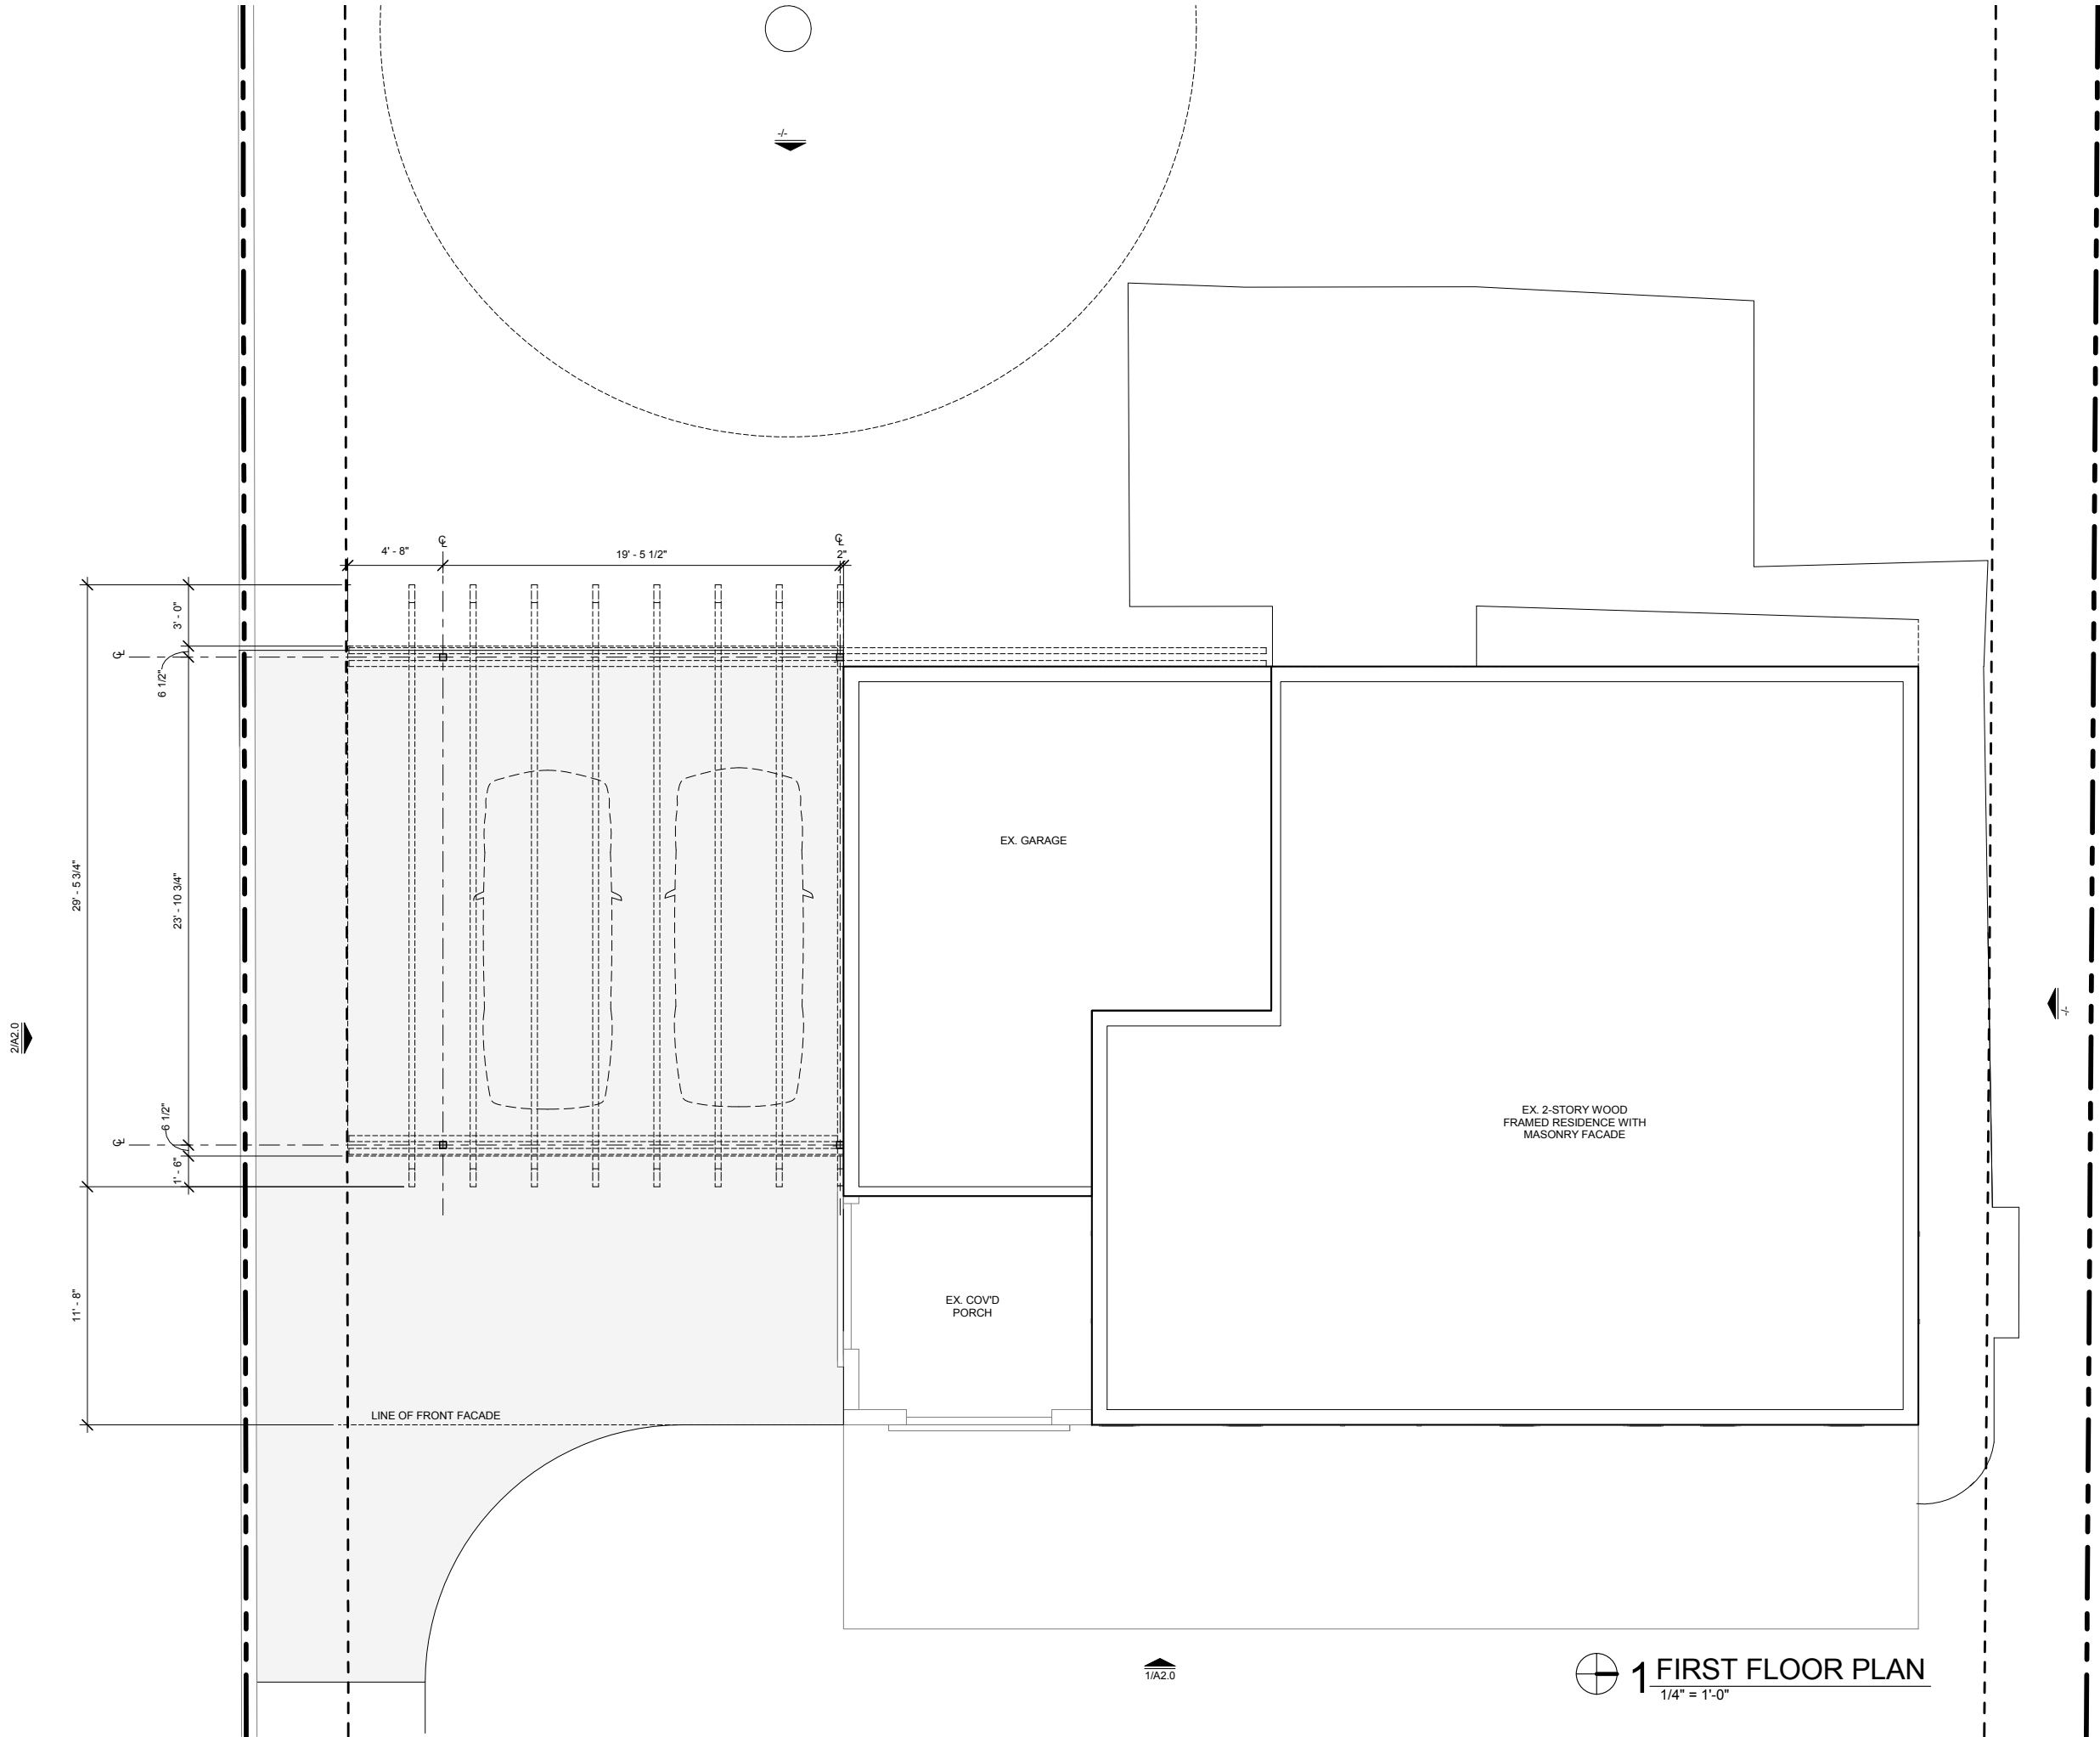 -/-
4' - 8"
℄
19' - 5 1/2"
℄
2"
3' - 0"
℄
6 1/2"
29' - 5 3/4"
23' - 10 3/4"
EX. GARAGE
2/A2.0
-/-
6 1/2"
℄
1' - 6"
EX. 2-STORY WOOD
FRAMED RESIDENCE WITH
MASONRY FACADE
11' - 8"
EX. COV'D
PORCH
LINE OF FRONT FACADE
1/A2.0
1 FIRST FLOOR PLAN
1/4" = 1'-0"